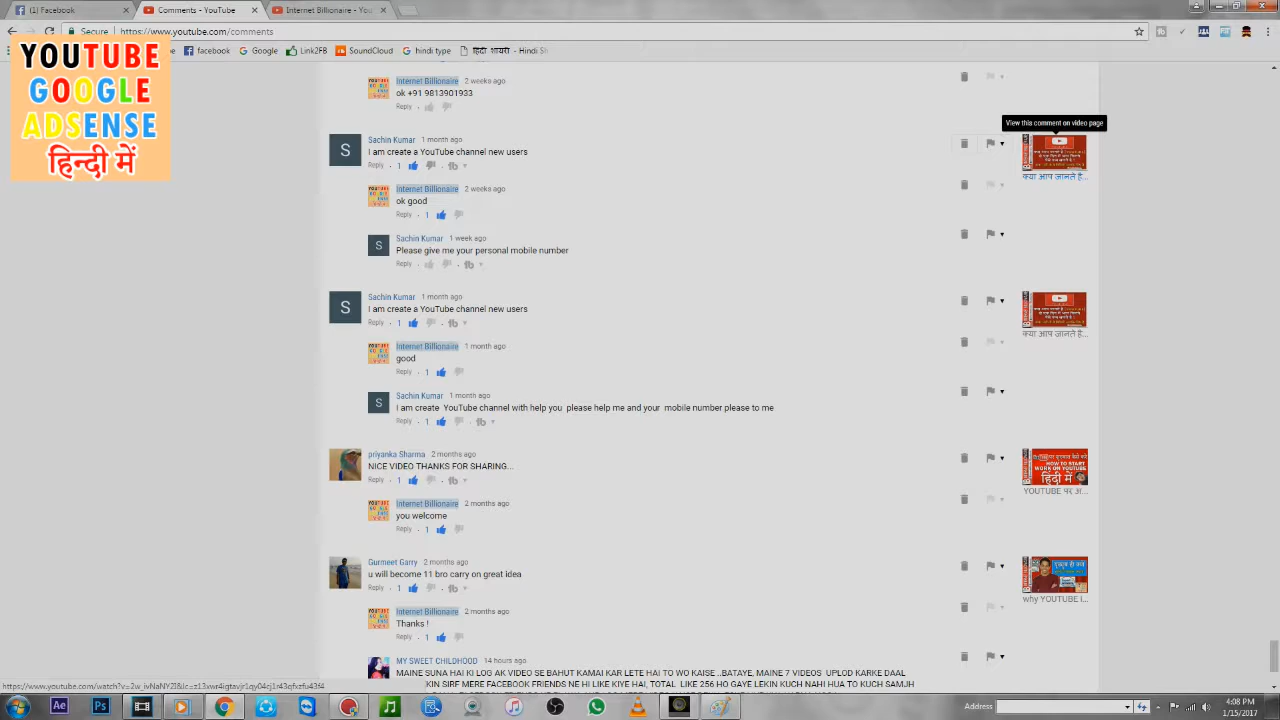 (1) Facebook
Comments - YouTube
Internet Billionaire - You
Secure
https://www.youtube.com/comments
facebook
Google
Link2FB
SoundCloud
hindi type
हिंदी शायरी - Hindi Sh
YOUTUBE
GOOGLE
ADSENSE
हिन्दी में
Internet Billionaire 2 weeks ago
ok +91 9813901933
Reply
View this comment on video page
Sachin Kumar 1 month ago
I am create a YouTube channel new users
Reply · 1
क्या आप जानते है...
Internet Billionaire 2 weeks ago
ok good
Reply · 1
Sachin Kumar 1 week ago
Please give me your personal mobile number
Reply
Sachin Kumar 1 month ago
I am create a YouTube channel new users
Reply · 1
क्या आप जानते है...
Internet Billionaire 1 month ago
good
Reply · 1
Sachin Kumar 1 month ago
I am create YouTube channel with help you please help me and your mobile number please to me
Reply · 1
priyanka Sharma 2 months ago
NICE VIDEO THANKS FOR SHARING...
Reply · 1
HOW TO START
WORK ON YOUTUBE
हिंदी में
YOUTUBE पर अ...
Internet Billionaire 2 months ago
you welcome
Reply · 1
Gurmeet Garry 2 months ago
u will become 11 bro carry on great idea
Reply · 1
why YOUTUBE i...
Internet Billionaire 2 months ago
Thanks !
Reply · 1
MY SWEET CHILDHOOD 14 hours ago
MAINE SUNA HAI KI LOG AK VIDEO SE BAHUT KAMAI KAR LETE HAI TO WO KAISE ..BATAYE, MAINE 7 VIDEOS UPLOD KARKE DAAL
KIN SIRF MERE FACEBOOK FRIENDS NE HI LIKE KIYE HAI, TOTAL LIKE 256 HO GAYE LEKIN KUCH NAHI HUA TO KUCH SAMJH
Address
4:08 PM
1/15/2017